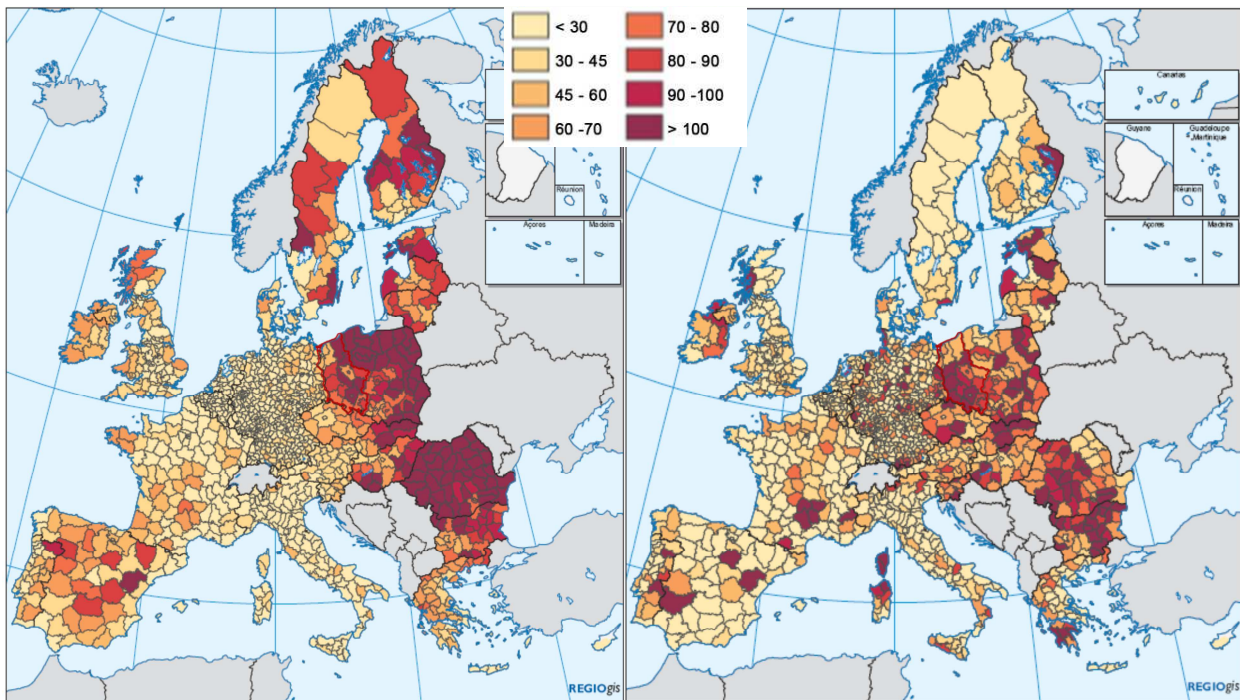 < 30
30 - 45
45 - 60
60 -70
70 - 80
80 - 90
90 -100
> 100
Canarias
Guyane
Guadeloupe
Martinique
Réunion
Réunion
Açores
Madeira
Açores
Madeira
REGIOgis
REGIOgis